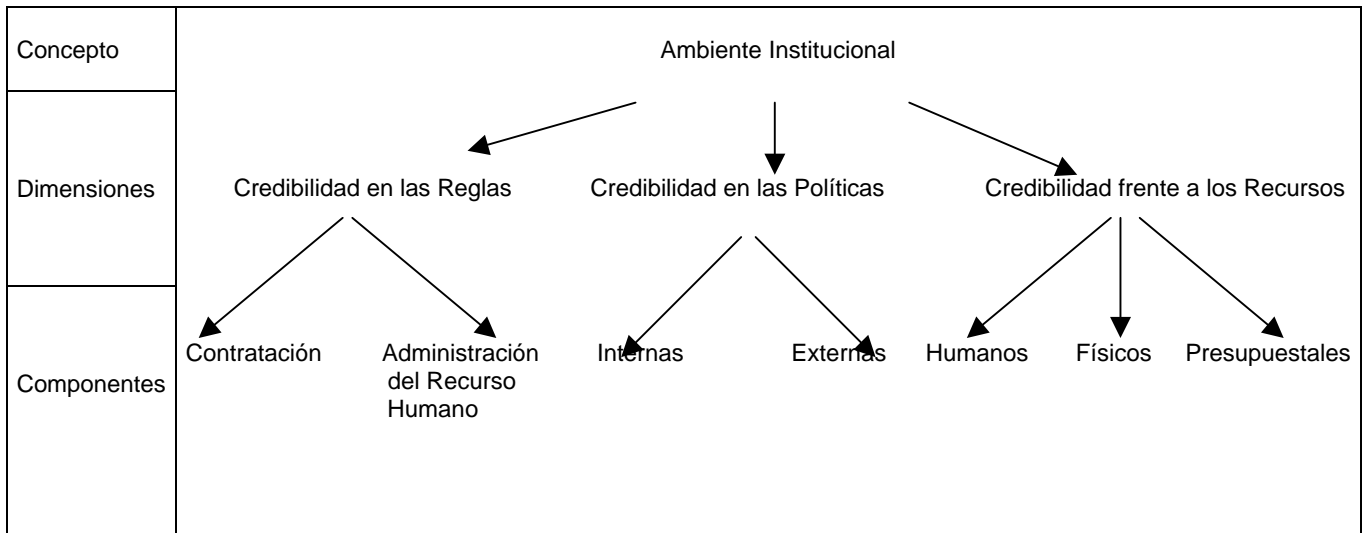 Concepto
Ambiente Institucional
Dimensiones
Credibilidad en las Reglas
Credibilidad en las Políticas
Credibilidad frente a los Recursos
Componentes
Contratación
Administración
del Recurso
Humano
Internas
Externas
Humanos
Físicos
Presupuestales